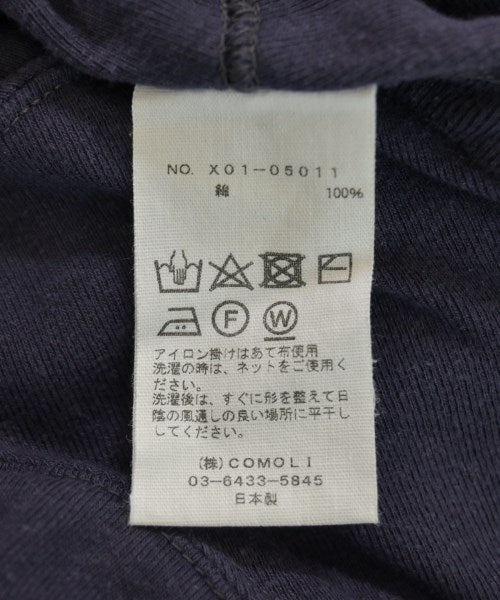 NO. X01-05011
綿 100%
F W
アイロン掛けはあて布使用
洗濯の時は、ネットをご使用く
ださい。
洗濯後は、すぐに形を整えて日
陰の風通しの良い場所に平干し
してください。
(株)COMOLI
03-6433-5845
日本製